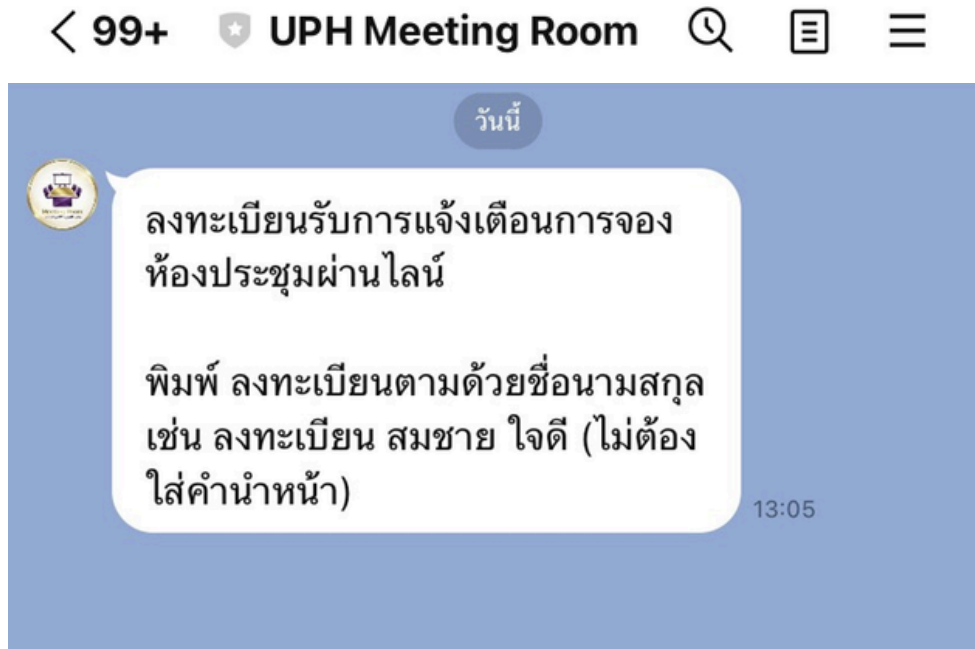 99+ UPH Meeting Room
วันนี้
ลงทะเบียนรับการแจ้งเตือนการจอง
ห้องประชุมผ่านไลน์
พิมพ์ ลงทะเบียนตามด้วยชื่อนามสกุล
เช่น ลงทะเบียน สมชาย ใจดี (ไม่ต้อง
ใส่คำนำหน้า)
13:05